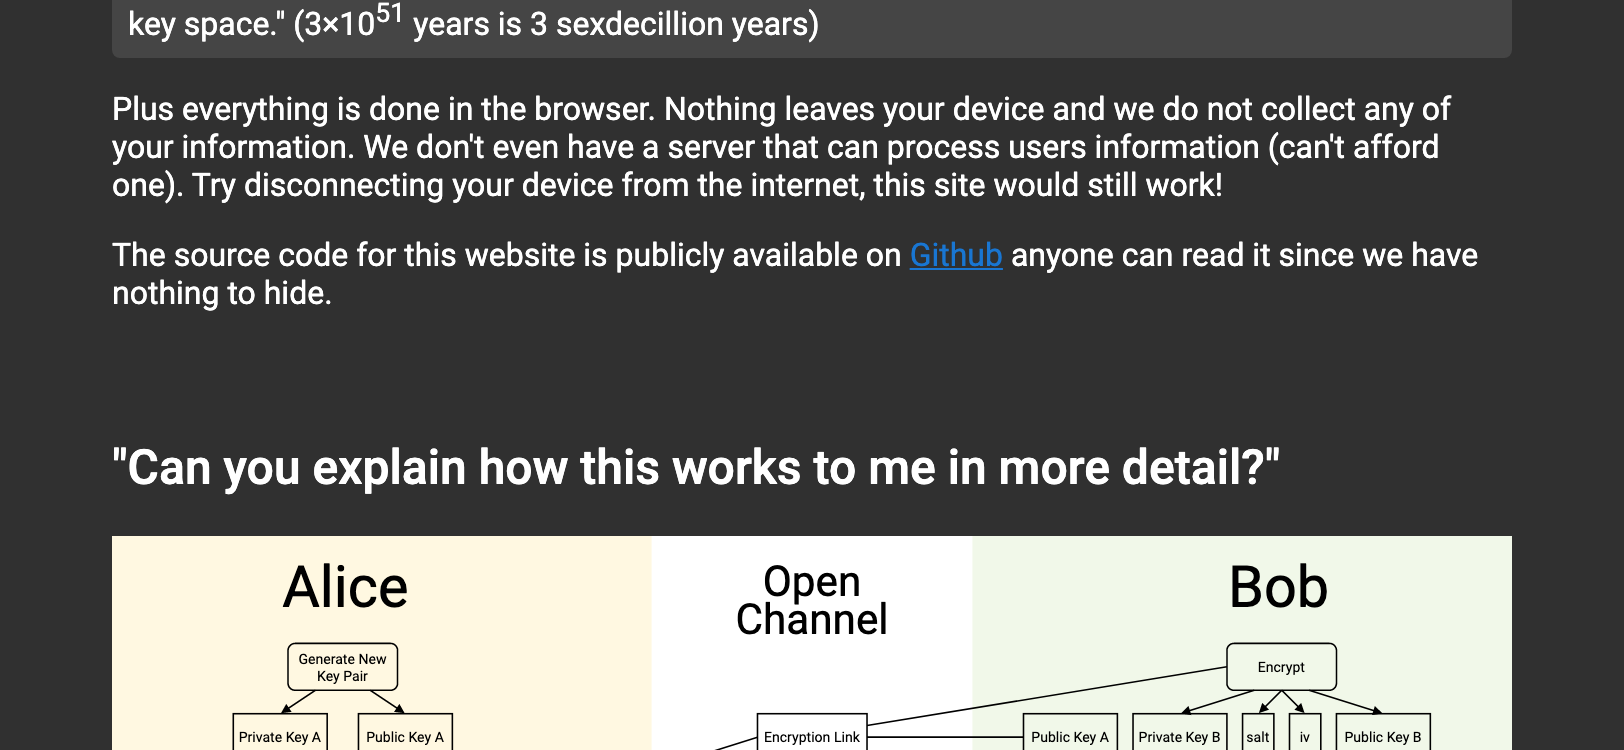 key space." (3×10⁵¹ years is 3 sexdecillion years)
Plus everything is done in the browser. Nothing leaves your device and we do not collect any of
your information. We don't even have a server that can process users information (can't afford
one). Try disconnecting your device from the internet, this site would still work!
The source code for this website is publicly available on Github anyone can read it since we have
nothing to hide.
"Can you explain how this works to me in more detail?"
Alice
Open
Channel
Bob
Generate New
Key Pair
Encrypt
Private Key A
Public Key A
Encryption Link
Public Key A
Private Key B
salt
iv
Public Key B